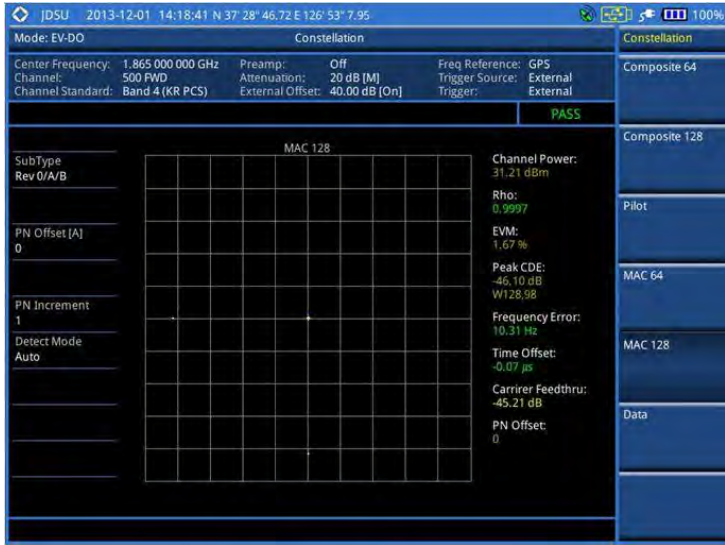 JDSU 2013-12-01 14:18:41 N 37° 28" 46.72 E 126° 53" 7.95 100%
Mode: EV-DO Constellation Constellation
Center Frequency: 1.865 000 000 GHz Preamp: Off Freq Reference: GPS
Channel: 500 FWD Attenuation: 20 dB [M] Trigger Source: External
Channel Standard: Band 4 (KR PCS) External Offset: 40.00 dB [On] Trigger: External
PASS
MAC 128
SubType
Rev 0/A/B
PN Offset [A]
0
PN Increment
1
Detect Mode
Auto
Channel Power:
31.21 dBm
Rho:
0.9997
EVM:
1.67 %
Peak CDE:
-46.10 dB
W128,98
Frequency Error:
10.31 Hz
Time Offset:
-0.07 µs
Carrirer Feedthru:
-45.21 dB
PN Offset:
0
Composite 64
Composite 128
Pilot
MAC 64
MAC 128
Data